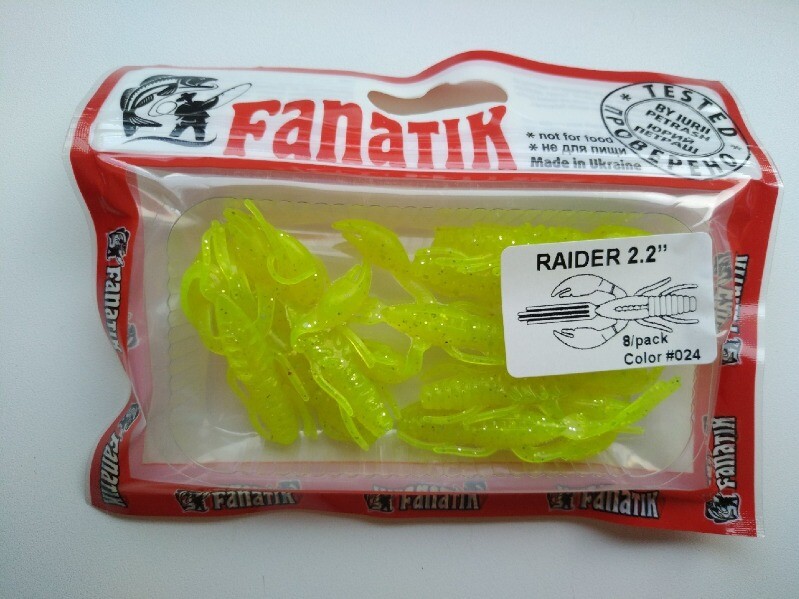 FANATIK
* not for food
* не для пищи
Made in Ukraine
* TESTED *
BY IURII
PETRASH
ЮРИЙ
ПЕТРАШ
ПРОВЕРЕНО
RAIDER 2.2”
8/pack
Color #024
FANATIK
FANATIK
FANATIK
FANATIK
FANATIK
FANATIK